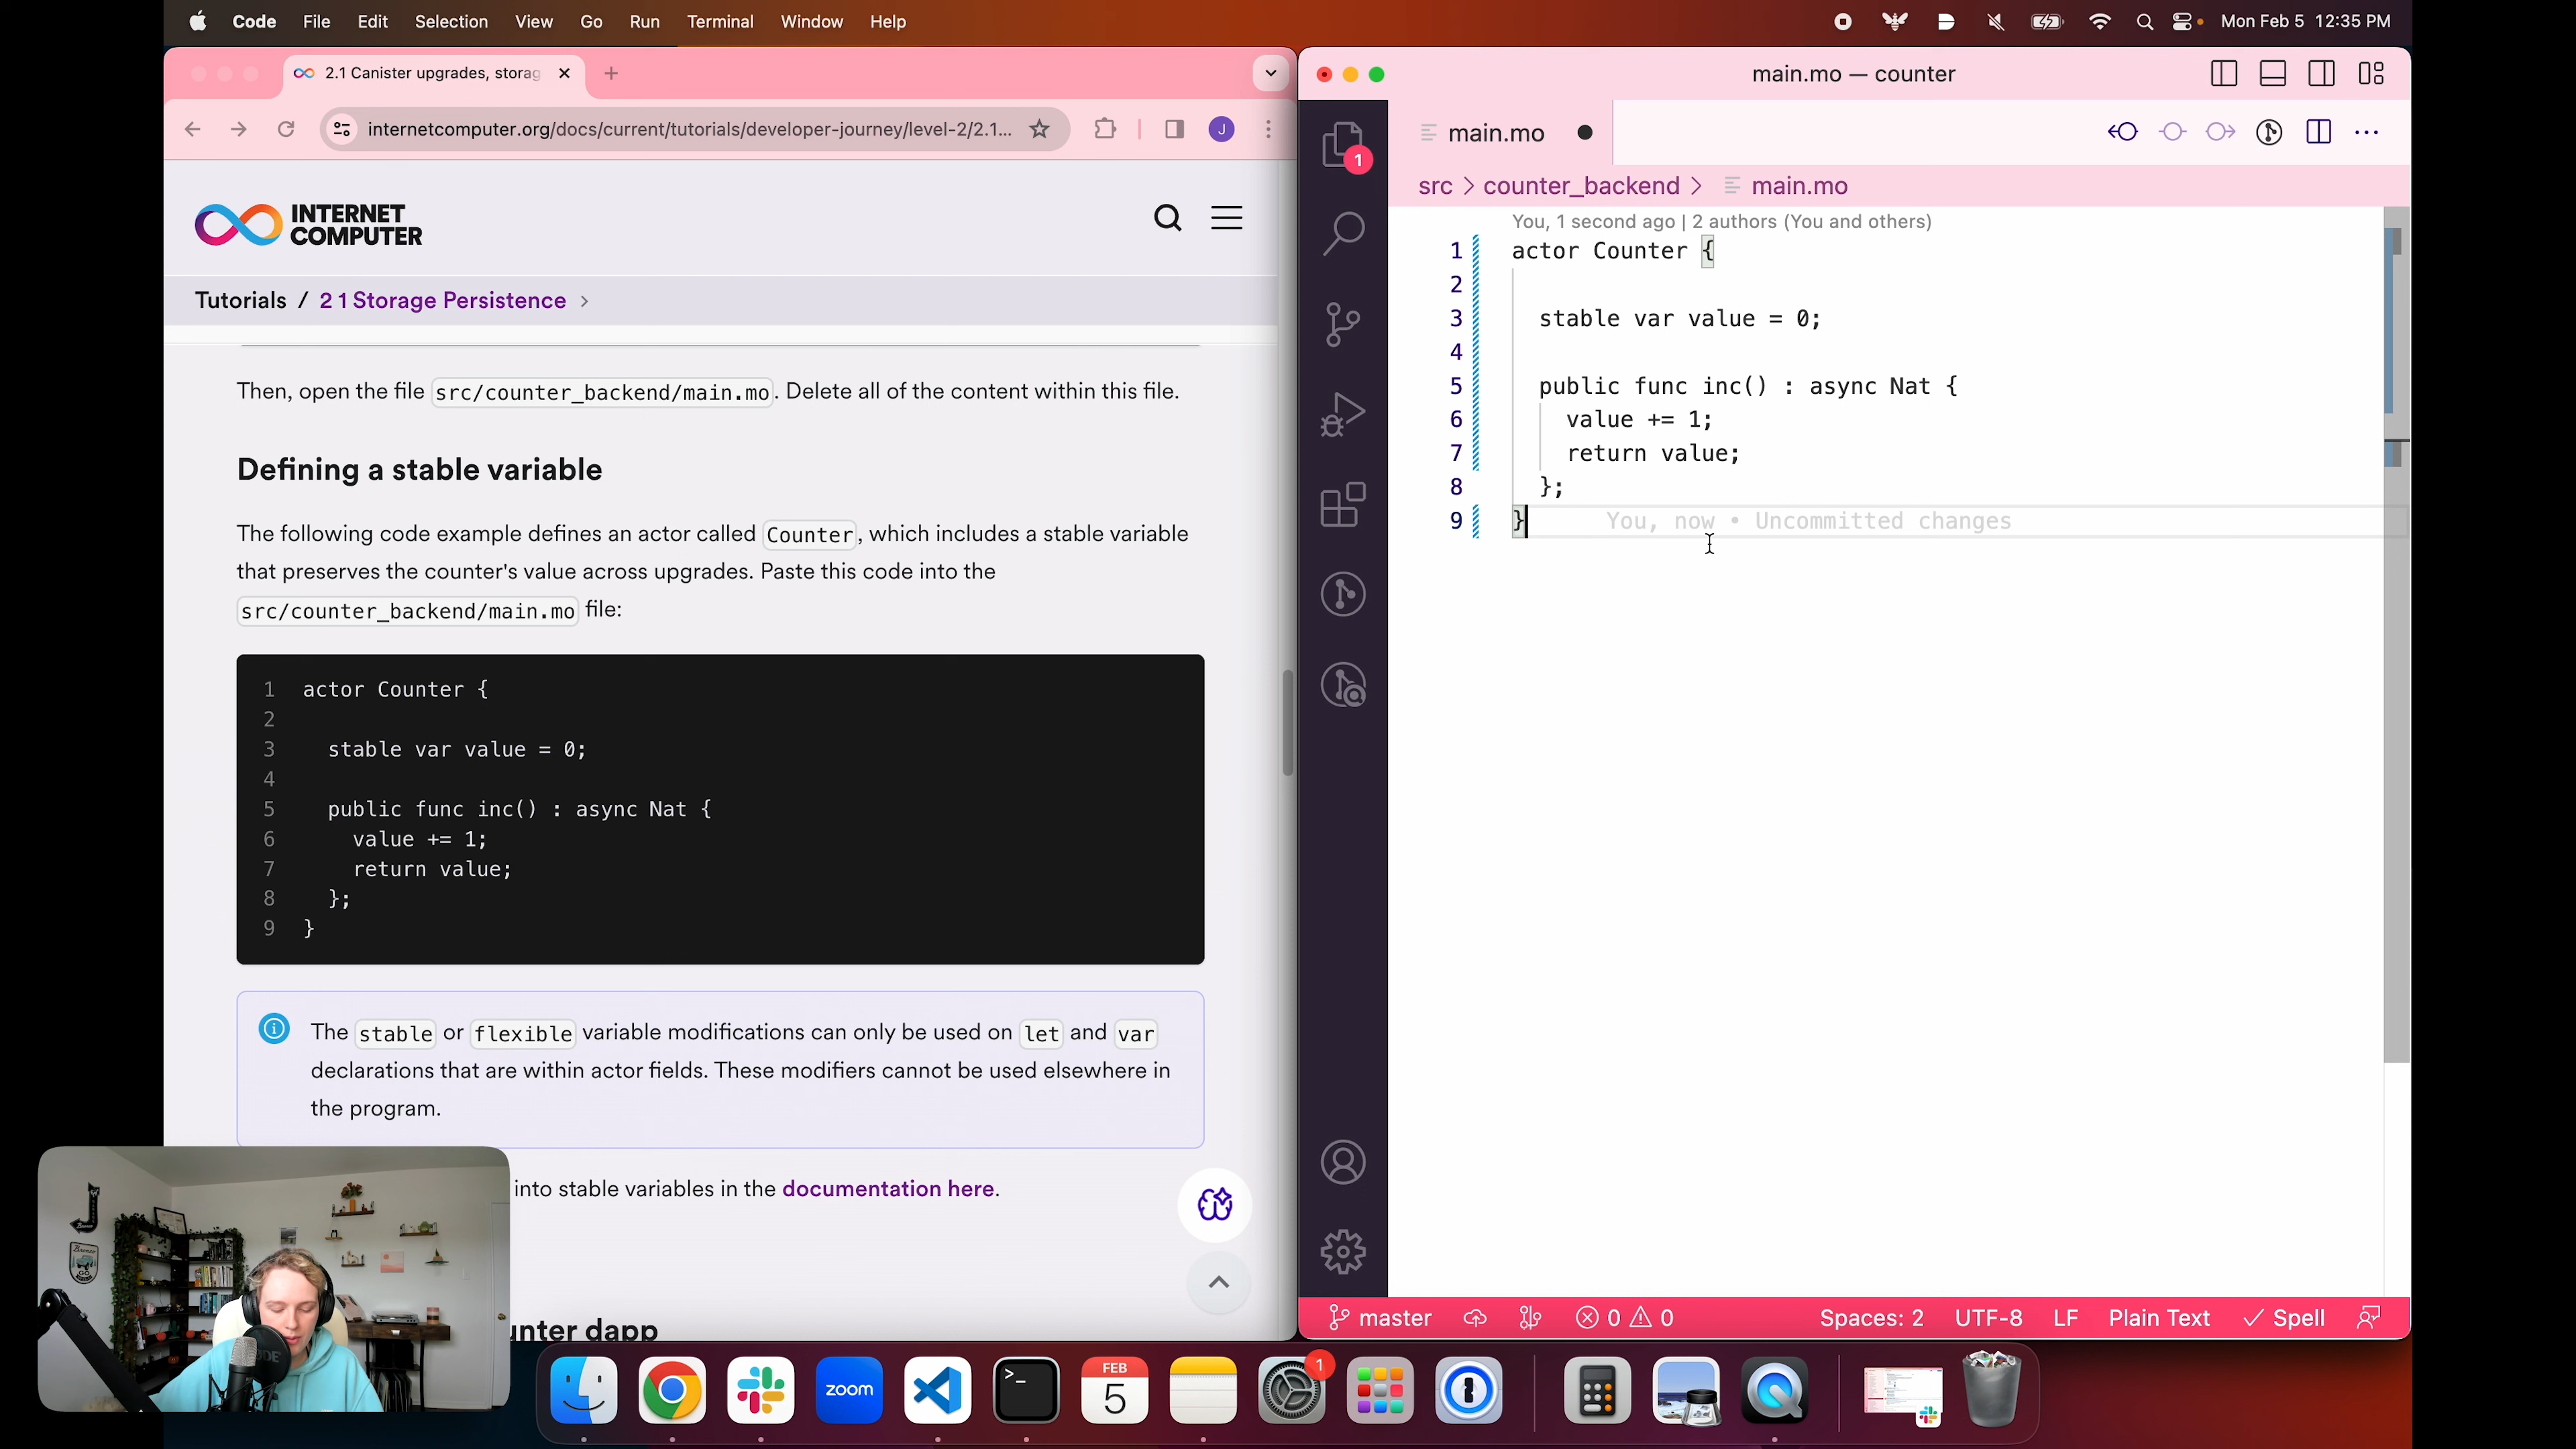 Code File Edit Selection View Go Run Terminal Window Help
Mon Feb 5 12:35 PM
2.1 Canister upgrades, storag
internetcomputer.org/docs/current/tutorials/developer-journey/level-2/2.1...
J
INTERNET
COMPUTER
Tutorials / 2 1 Storage Persistence >
Then, open the file src/counter_backend/main.mo. Delete all of the content within this file.
Defining a stable variable
The following code example defines an actor called Counter, which includes a stable variable
that preserves the counter's value across upgrades. Paste this code into the
src/counter_backend/main.mo file:
1 actor Counter {
2
3 stable var value = 0;
4
5 public func inc() : async Nat {
6 value += 1;
7 return value;
8 };
9 }
The stable or flexible variable modifications can only be used on let and var
declarations that are within actor fields. These modifiers cannot be used elsewhere in
the program.
into stable variables in the documentation here.
unter dapp
main.mo — counter
main.mo
1
src > counter_backend > main.mo
You, 1 second ago | 2 authors (You and others)
1 actor Counter {
2
3 stable var value = 0;
4
5 public func inc() : async Nat {
6 value += 1;
7 return value;
8 };
9 } You, now • Uncommitted changes
master 0 0 Spaces: 2 UTF-8 LF Plain Text Spell
zoom
>_
FEB
5
1